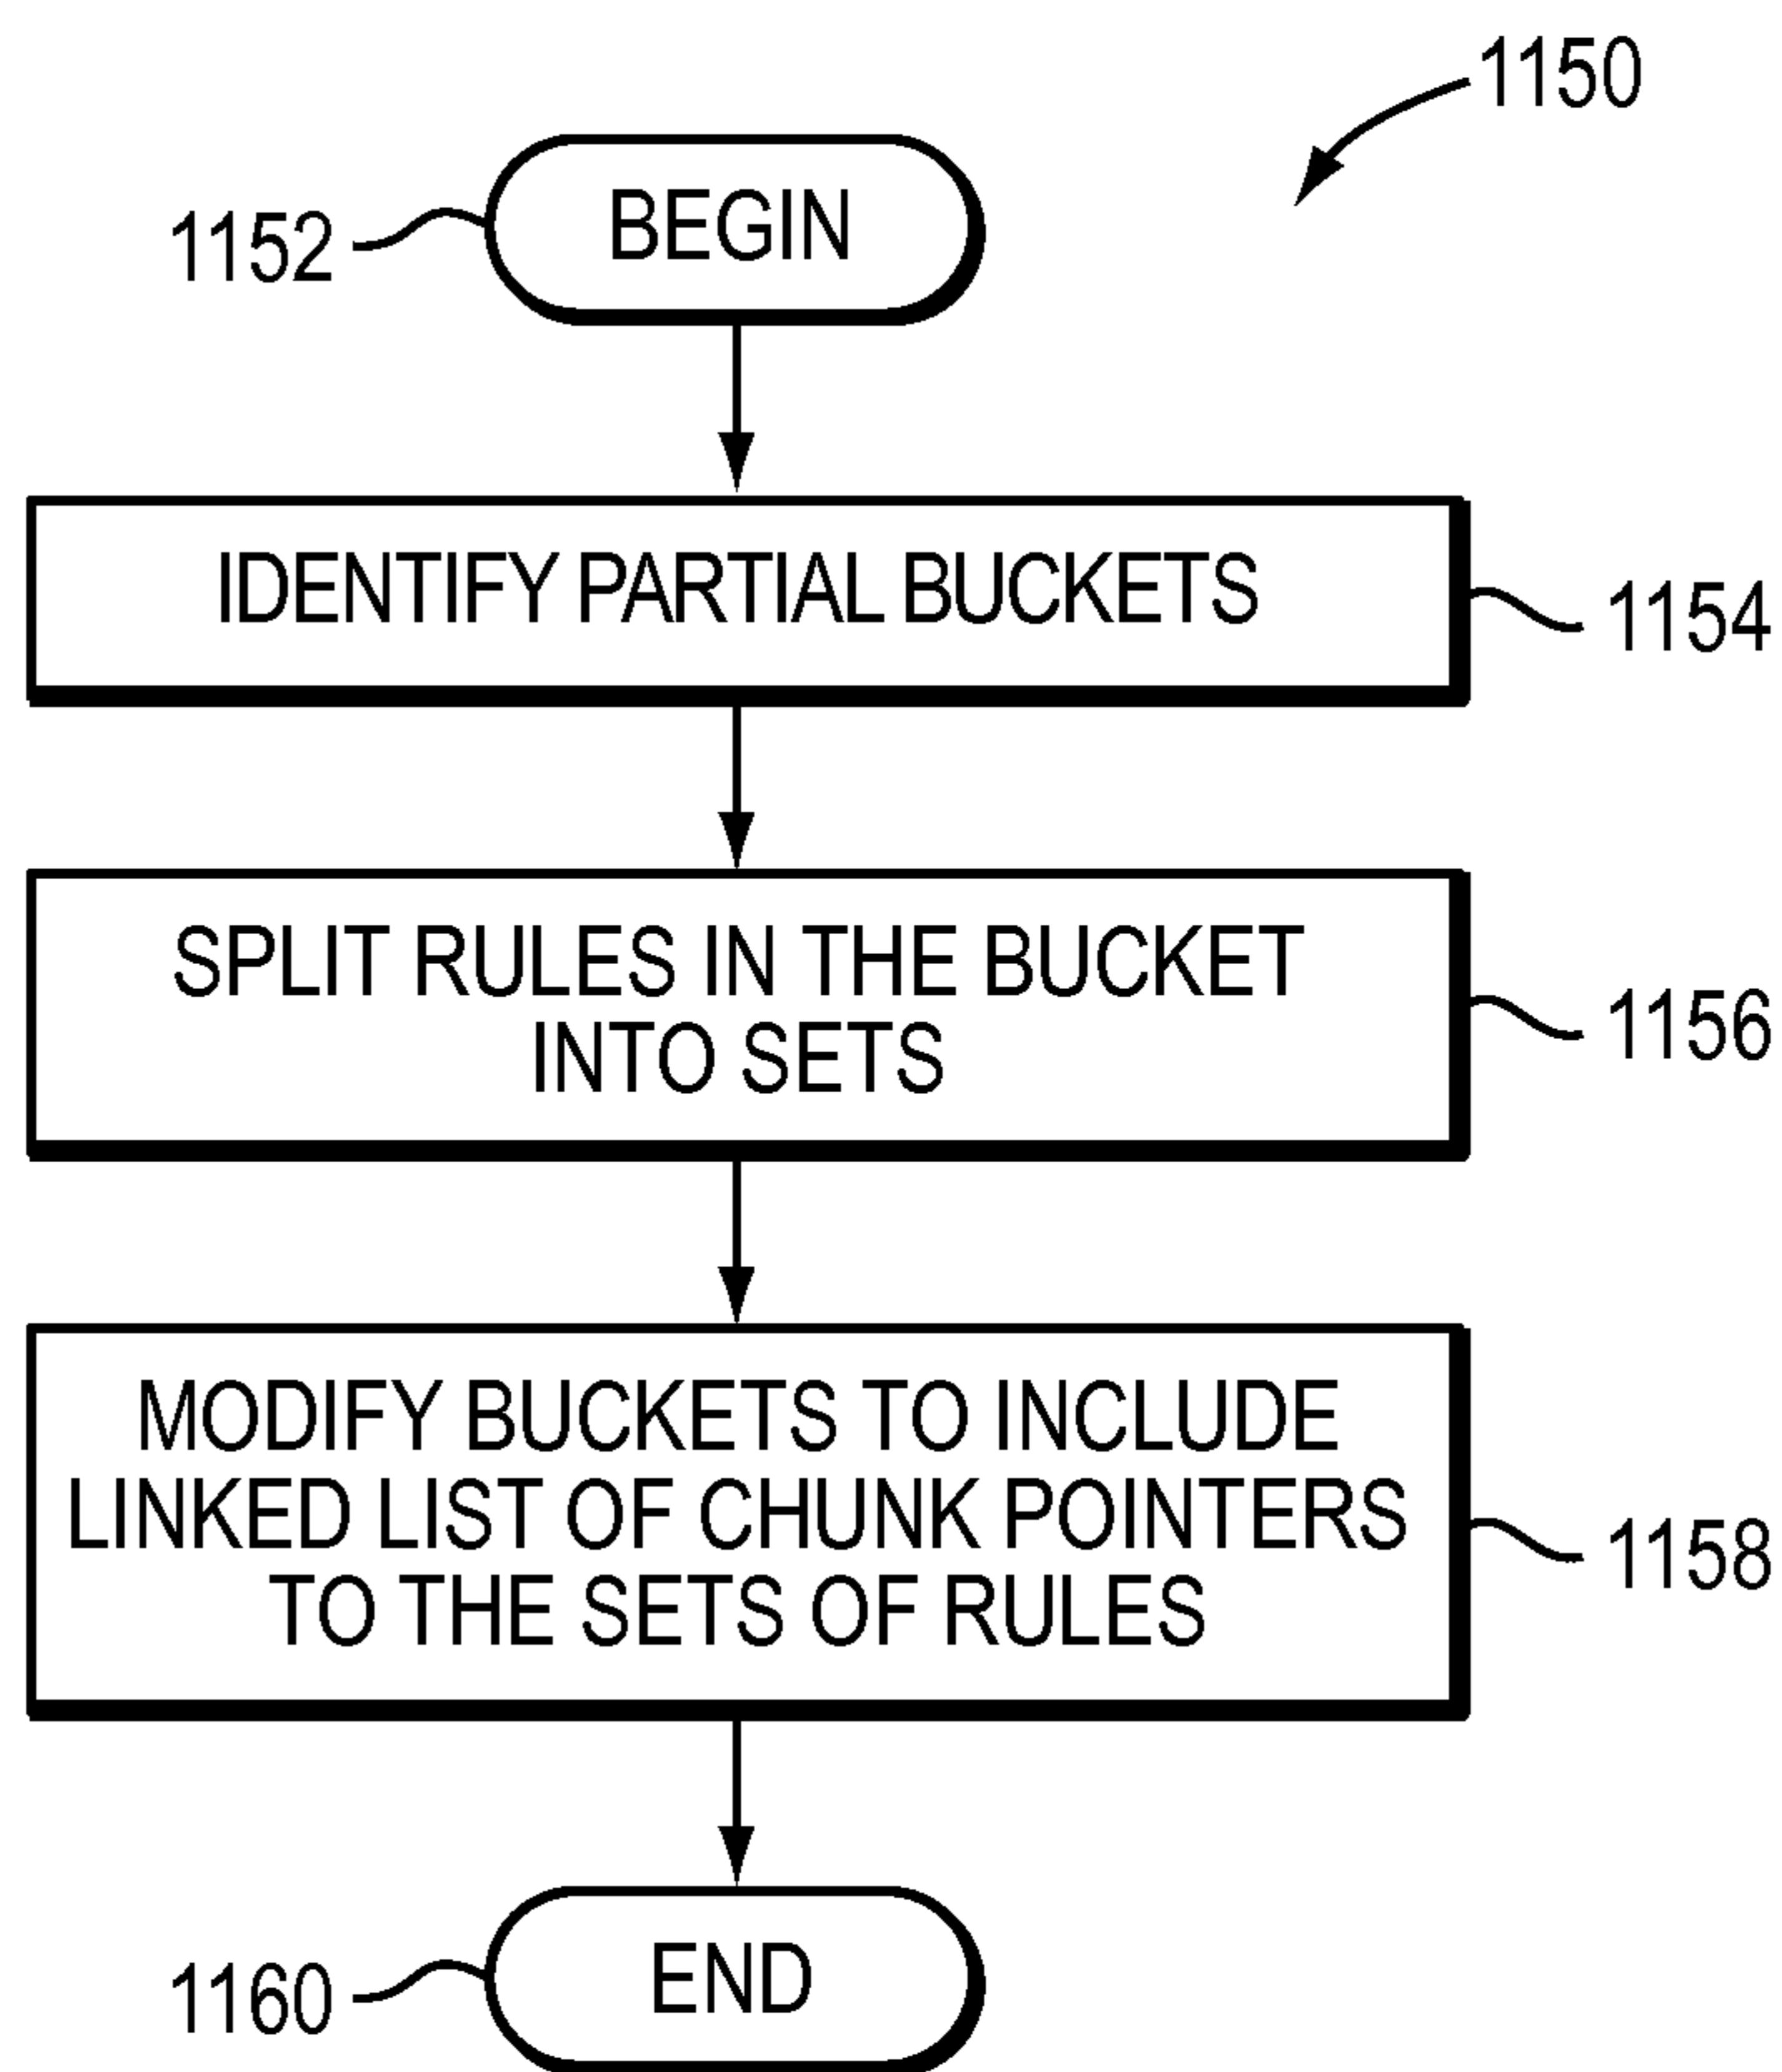 1150
BEGIN
1152
IDENTIFY PARTIAL BUCKETS
1154
SPLIT RULES IN THE BUCKET
INTO SETS
1156
MODIFY BUCKETS TO INCLUDE
LINKED LIST OF CHUNK POINTERS
TO THE SETS OF RULES
1158
END
1160